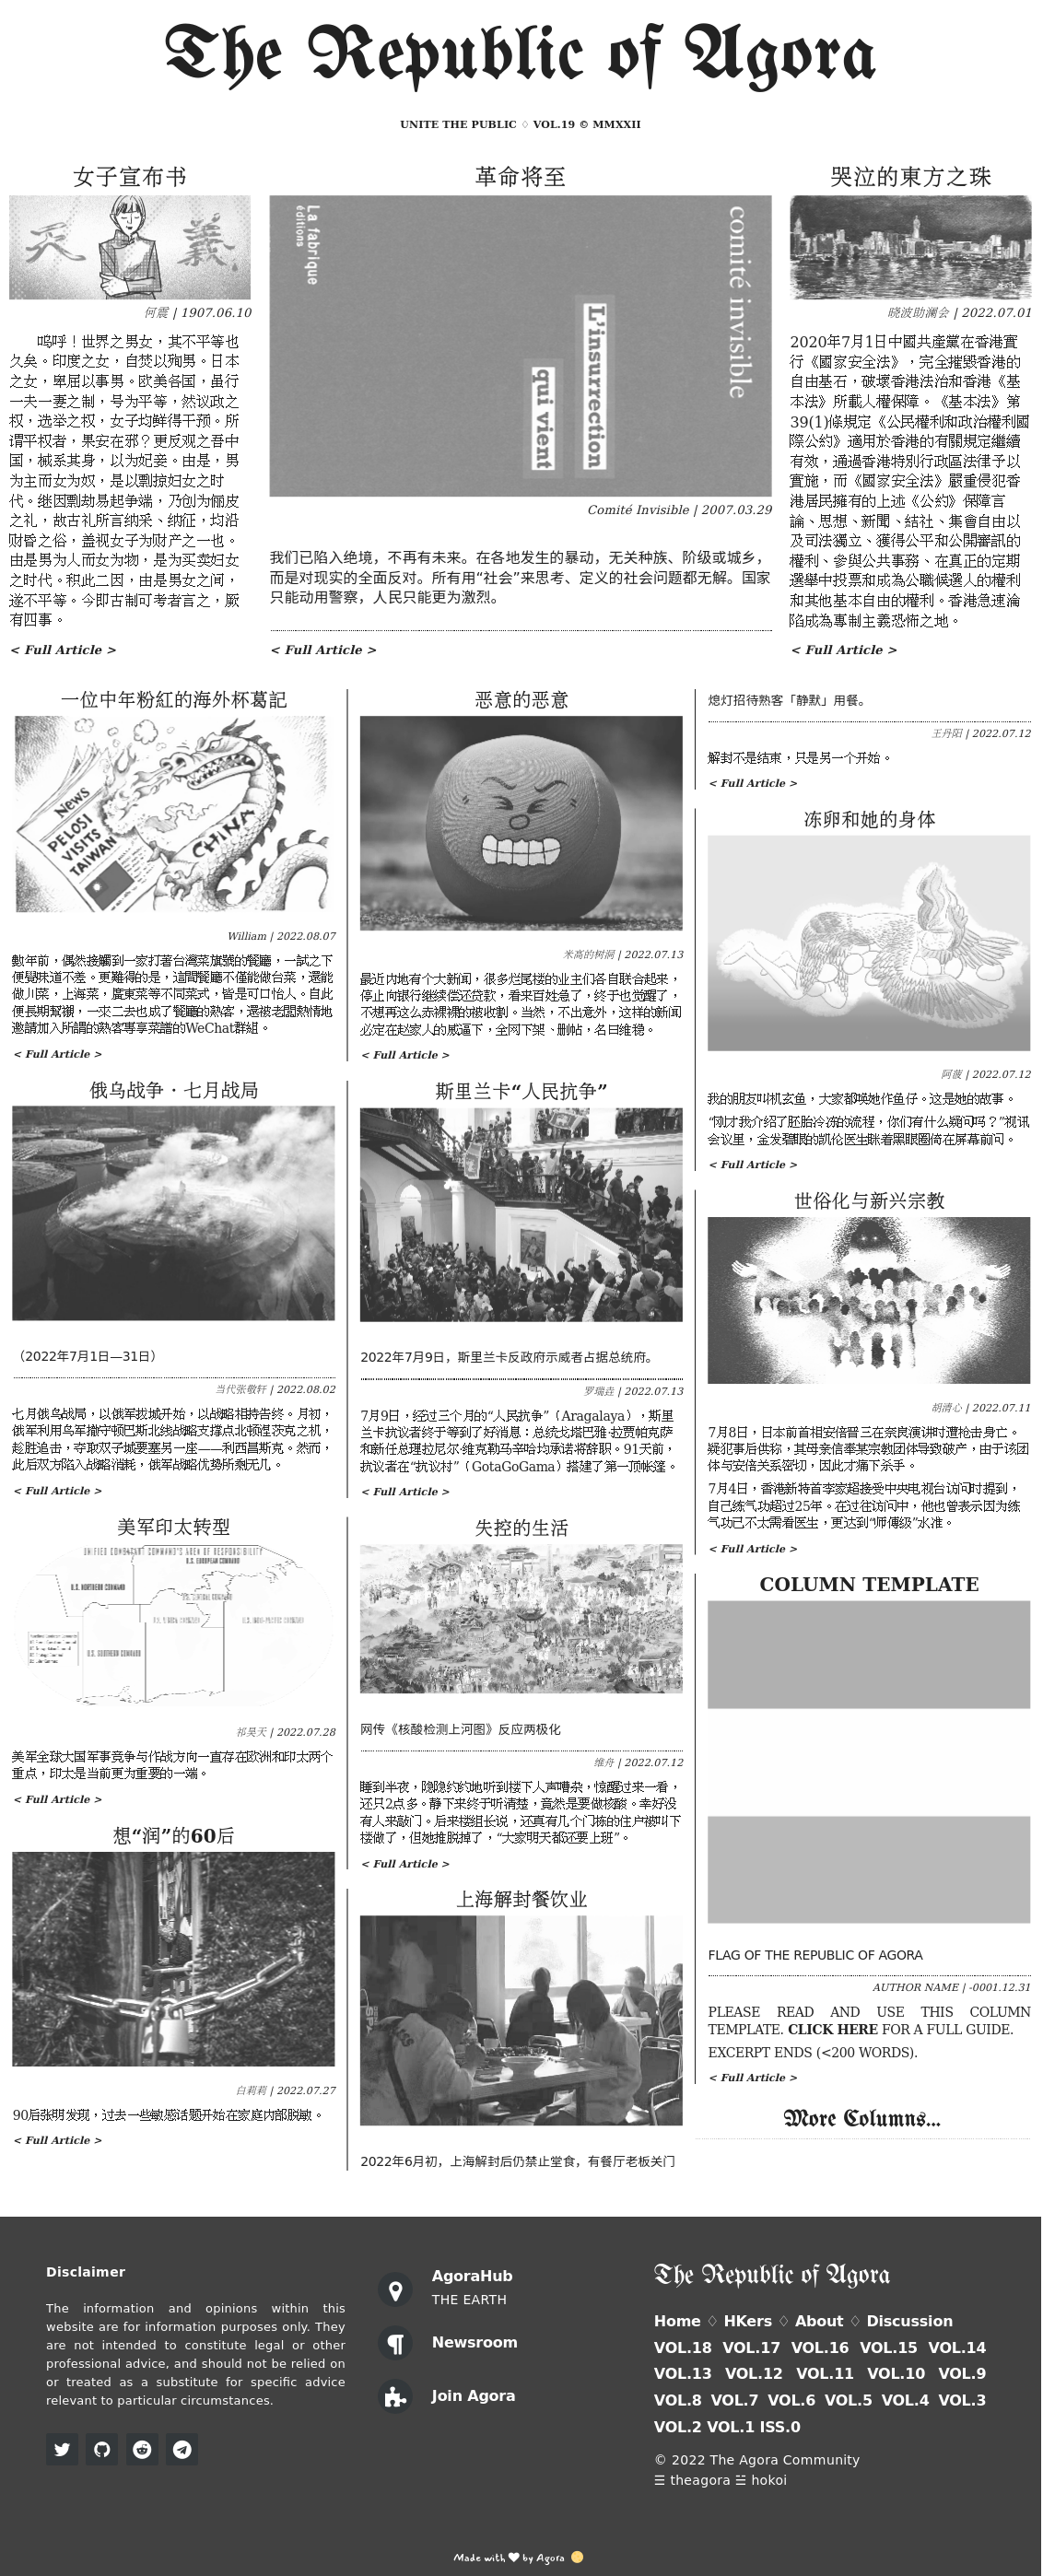 The Republic of Agora
UNITE THE PUBLIC ♢ VOL.19 © MMXXII
女子宣布书
天 義
何震 | 1907.06.10
呜呼！世界之男女，其不平等也
久矣。印度之女，自焚以殉男。日本
之女，卑屈以事男。欧美各国，虽行
一夫一妻之制，号为平等，然议政之
权，选举之权，女子均鲜得干预。所
谓平权者，果安在邪？更反观之吾中
国，械系其身，以为妃妾。由是，男
为主而女为奴，是以剽掠妇女之时
代。继因剽劫易起争端，乃创为俪皮
之礼，故古礼所言纳采、纳征，均沿
财昏之俗，盖视女子为财产之一也。
由是男为人而女为物，是为买卖妇女
之时代。积此二因，由是男女之间，
遂不平等。今即古制可考者言之，厥
有四事。
< Full Article >
革命将至
La fabrique
éditions
comité invisible
L'insurrection
qui vient
Comité Invisible | 2007.03.29
我们已陷入绝境，不再有未来。在各地发生的暴动，无关种族、阶级或城乡，
而是对现实的全面反对。所有用“社会”来思考、定义的社会问题都无解。国家
只能动用警察，人民只能更为激烈。
< Full Article >
哭泣的東方之珠
晓波助澜会 | 2022.07.01
2020年7月1日中國共產黨在香港實
行《國家安全法》，完全摧毀香港的
自由基石，破壞香港法治和香港《基
本法》所載人權保障。《基本法》第
39(1)條規定《公民權利和政治權利國
際公約》適用於香港的有關規定繼續
有效，通過香港特別行政區法律予以
實施，而《國家安全法》嚴重侵犯香
港居民擁有的上述《公約》保障言
論、思想、新聞、結社、集會自由以
及司法獨立、獲得公平和公開審訊的
權利、參與公共事務、在真正的定期
選舉中投票和成為公職候選人的權利
和其他基本自由的權利。香港急速淪
陷成為專制主義恐怖之地。
< Full Article >
一位中年粉紅的海外杯葛記
News
PELOSI
VISITS
TAIWAN
CHINA
William | 2022.08.07
數年前，偶然接觸到一家打著台灣菜旗號的餐廳，一試之下
便覺味道不差。更難得的是，這間餐廳不僅能做台菜，還能
做川菜，上海菜，廣東菜等不同菜式，皆是可口怡人。自此
便長期幫襯，一來二去也成了餐廳的熟客，還被老闆熱情地
邀請加入所謂的熟客專享菜譜的WeChat群組。
< Full Article >
俄乌战争 · 七月战局
（2022年7月1日—31日）
当代张敬轩 | 2022.08.02
七月俄乌战局，以俄军拔城开始，以战略相持告终。月初，
俄军利用乌军撤守顿巴斯北线战略支撑点北顿涅茨克之机，
趁胜追击，夺取双子城要塞另一座——利西昌斯克。然而，
此后双方陷入战略消耗，俄军战略优势所剩无几。
< Full Article >
美军印太转型
UNIFIED COMBATANT COMMAND'S AREA OF RESPONSIBILITY
U.S. EUROPEAN COMMAND
U.S. NORTHERN COMMAND
U.S. CENTRAL COMMAND
U.S. AFRICA COMMAND
U.S. INDO-PACIFIC COMMAND
U.S. SOUTHERN COMMAND
祁昊天 | 2022.07.28
美军全球大国军事竞争与作战方向一直存在欧洲和印太两个
重点，印太是当前更为重要的一端。
< Full Article >
想“润”的60后
白莉莉 | 2022.07.27
90后张明发现，过去一些敏感话题开始在家庭内部脱敏。
< Full Article >
恶意的恶意
米高的树洞 | 2022.07.13
最近内地有个大新闻，很多烂尾楼的业主们各自联合起来，
停止向银行继续偿还贷款，看来百姓急了，终于也觉醒了，
不想再这么赤裸裸的被收割。当然，不出意外，这样的新闻
必定在赵家人的威逼下，全网下架、删帖，名曰维稳。
< Full Article >
斯里兰卡“人民抗争”
2022年7月9日，斯里兰卡反政府示威者占据总统府。
罗瑞垚 | 2022.07.13
7月9日，经过三个月的“人民抗争”（Aragalaya），斯里
兰卡抗议者终于等到了好消息：总统戈塔巴雅·拉贾帕克萨
和新任总理拉尼尔·维克勒马辛哈均承诺将辞职。91天前，
抗议者在“抗议村”（GotaGoGama）搭建了第一顶帐篷。
< Full Article >
失控的生活
网传《核酸检测上河图》反应两极化
维舟 | 2022.07.12
睡到半夜，隐隐约约地听到楼下人声嘈杂，惊醒过来一看，
还只2点多。静下来终于听清楚，竟然是要做核酸。幸好没
有人来敲门。后来楼组长说，还真有几个门栋的住户被叫下
楼做了，但她推脱掉了，“大家明天都还要上班”。
< Full Article >
上海解封餐饮业
2022年6月初，上海解封后仍禁止堂食，有餐厅老板关门
熄灯招待熟客「静默」用餐。
王丹阳 | 2022.07.12
解封不是结束，只是另一个开始。
< Full Article >
冻卵和她的身体
阿蔹 | 2022.07.12
我的朋友叫机玄鱼，大家都唤她作鱼仔。这是她的故事。
“刚才我介绍了胚胎冷冻的流程，你们有什么疑问吗？”视讯
会议里，金发碧眼的凯伦医生眯着黑眼圈倚在屏幕前问。
< Full Article >
世俗化与新兴宗教
胡清心 | 2022.07.11
7月8日，日本前首相安倍晋三在奈良演讲时遭枪击身亡。
疑犯事后供称，其母亲信奉某宗教团体导致破产，由于该团
体与安倍关系密切，因此才痛下杀手。
7月4日，香港新特首李家超接受中央电视台访问时提到，
自己练气功超过25年。在过往访问中，他也曾表示因为练
气功已不太需看医生，更达到“师傅级”水准。
< Full Article >
COLUMN TEMPLATE
FLAG OF THE REPUBLIC OF AGORA
AUTHOR NAME | -0001.12.31
PLEASE READ AND USE THIS COLUMN
TEMPLATE. CLICK HERE FOR A FULL GUIDE.
EXCERPT ENDS (<200 WORDS).
< Full Article >
More Columns...
Disclaimer
The information and opinions within this
website are for information purposes only. They
are not intended to constitute legal or other
professional advice, and should not be relied on
or treated as a substitute for specific advice
relevant to particular circumstances.
AgoraHub
THE EARTH
Newsroom
Join Agora
The Republic of Agora
Home ♢ HKers ♢ About ♢ Discussion
VOL.18 VOL.17 VOL.16 VOL.15 VOL.14
VOL.13 VOL.12 VOL.11 VOL.10 VOL.9
VOL.8 VOL.7 VOL.6 VOL.5 VOL.4 VOL.3
VOL.2 VOL.1 ISS.0
© 2022 The Agora Community
☰ theagora ☱ hokoi
Made with ♥ by Agora